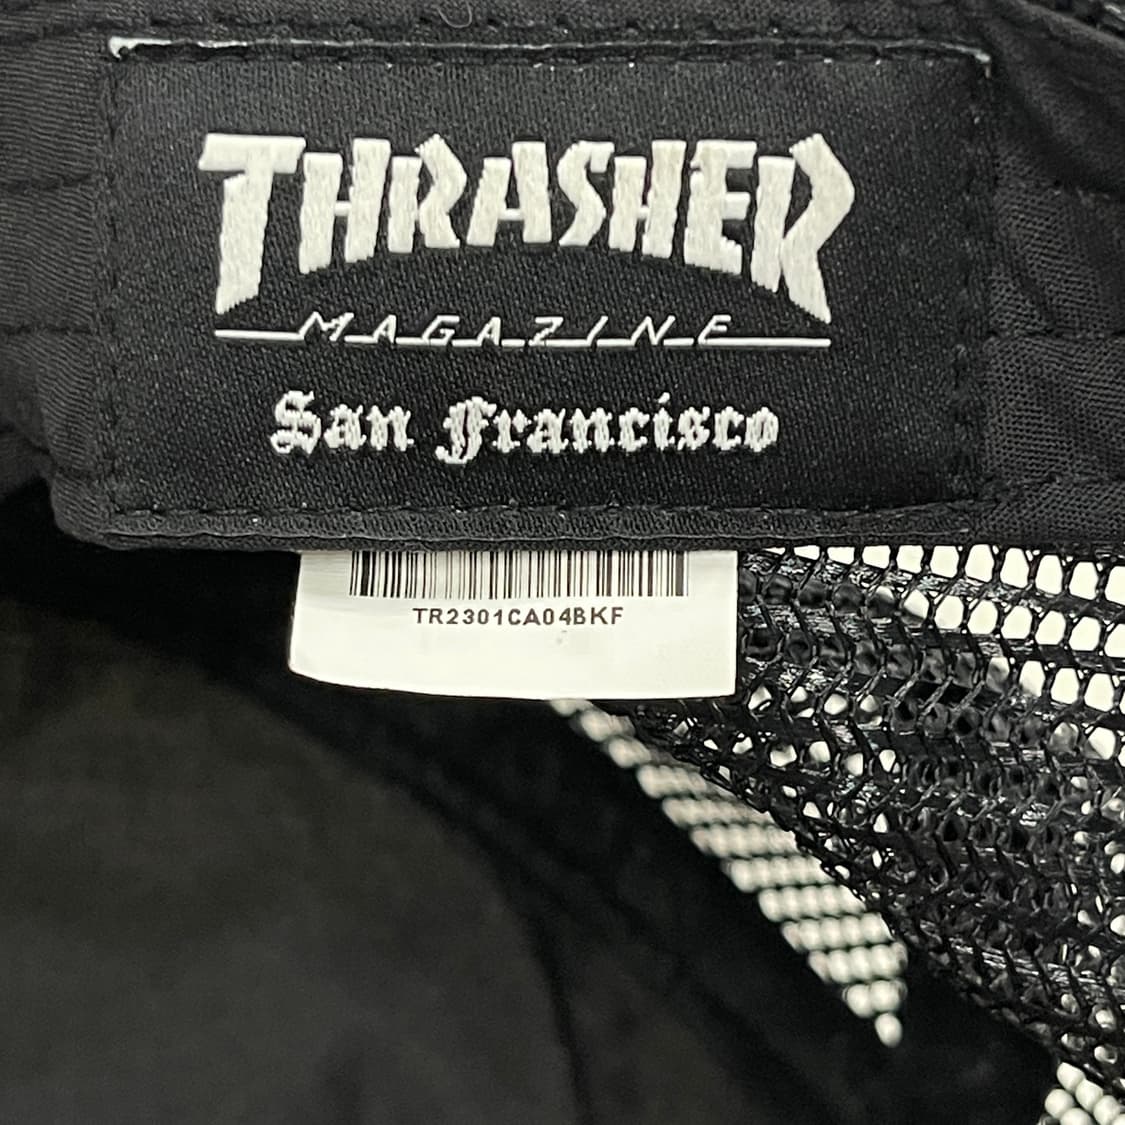 THRASHER
MAGAZINE
San Francisco
TR2301CA04BKF